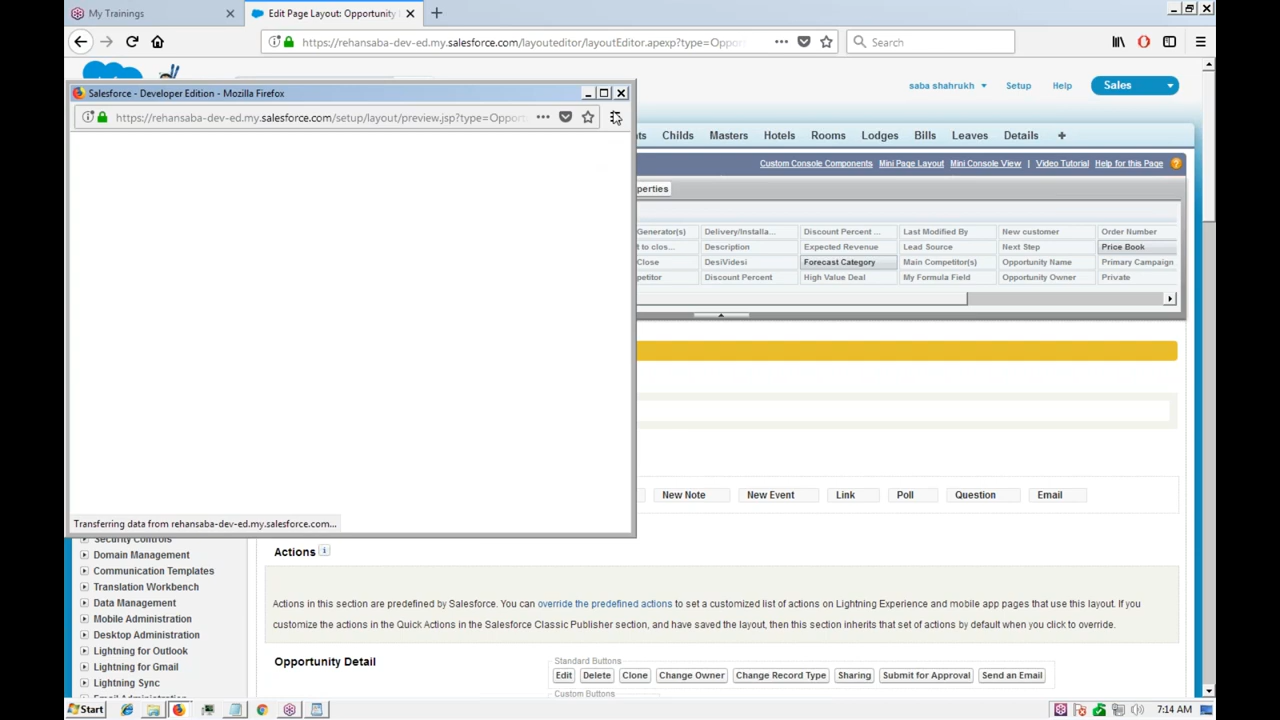 My Trainings
Edit Page Layout: Opportunity
https://rehansaba-dev-ed.my.salesforce.com/layouteditor/layoutEditor.apexp?type=Oppo
Search
saba shahrukh
Setup
Help
Sales
Salesforce - Developer Edition - Mozilla Firefox
https://rehansaba-dev-ed.my.salesforce.com/setup/layout/preview.jsp?type=Oppor
Childs
Masters
Hotels
Rooms
Lodges
Bills
Leaves
Details
Custom Console Components
Mini Page Layout
Mini Console View
|
Video Tutorial
Help for this Page
perties
Generator(s) Delivery/Installa... Discount Percent ... Last Modified By New customer Order Number
t to clos... Description Expected Revenue Lead Source Next Step Price Book
Close DesiVidesi Forecast Category Main Competitor(s) Opportunity Name Primary Campaign
petitor Discount Percent High Value Deal My Formula Field Opportunity Owner Private
New Note
New Event
Link
Poll
Question
Email
Transferring data from rehansaba-dev-ed.my.salesforce.com...
Security Controls
Domain Management
Communication Templates
Translation Workbench
Data Management
Mobile Administration
Desktop Administration
Lightning for Outlook
Lightning for Gmail
Lightning Sync
Email Administration
Actions
Actions in this section are predefined by Salesforce. You can override the predefined actions to set a customized list of actions on Lightning Experience and mobile app pages that use this layout. If you
customize the actions in the Quick Actions in the Salesforce Classic Publisher section, and have saved the layout, then this section inherits that set of actions by default when you click to override.
Opportunity Detail
Standard Buttons
Edit
Delete
Clone
Change Owner
Change Record Type
Sharing
Submit for Approval
Send an Email
Custom Buttons
Start
7:14 AM